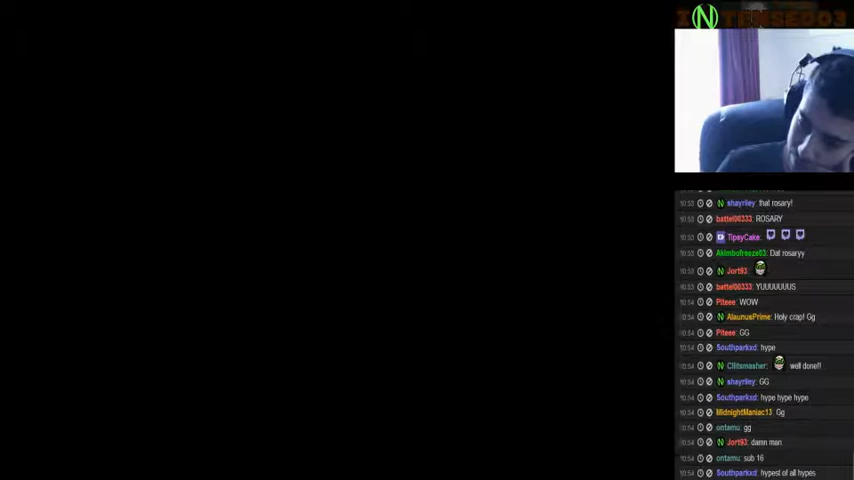 INTENSE003
10:53 shayriley: that rosary!
10:53 battel00333: ROSARY
10:53 TipsyCake:
10:53 Akimbofreeze03: Dat rosaryy
10:53 Jort93:
10:53 battel00333: YUUUUUUUS
10:54 Piteee: WOW
10:54 AlaunusPrime: Holy crap! Gg
10:54 Piteee: GG
10:54 Southparkxd: hype
10:54 Cllitsmasher: well done!!
10:54 shayriley: GG
10:54 Southparkxd: hype hype hype
10:54 MidnightManiac13: Gg
10:54 ontamu: gg
10:54 Jort93: damn man
10:54 ontamu: sub 16
10:54 Southparkxd: hypest of all hypes